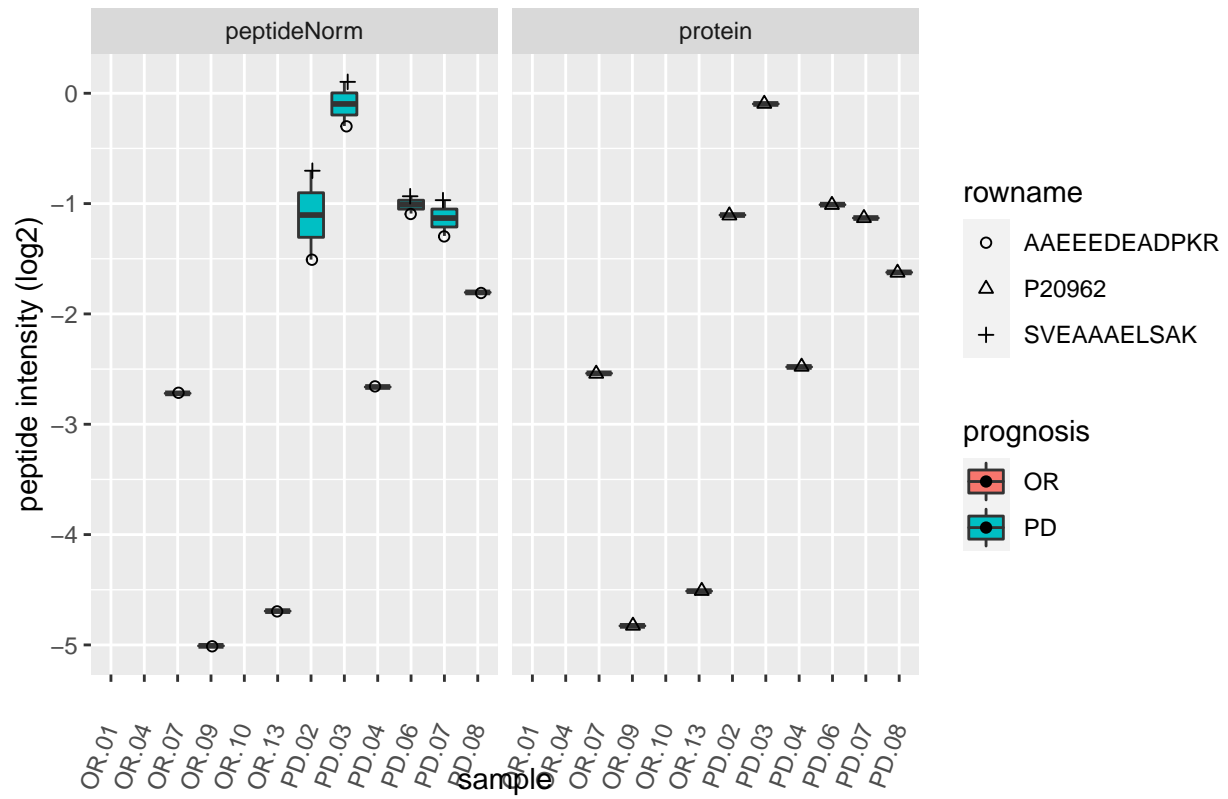 peptideNorm
protein
peptide intensity (log2)
0
−1
−2
−3
−4
−5
OR.01
OR.04
OR.07
OR.09
OR.10
OR.13
PD.02
PD.03
PD.04
PD.06
PD.07
PD.08
OR.01
OR.04
OR.07
OR.09
OR.10
OR.13
PD.02
PD.03
PD.04
PD.06
PD.07
PD.08
sample
rowname
AAEEEDEADPKR
P20962
SVEAAAELSAK
prognosis
OR
PD